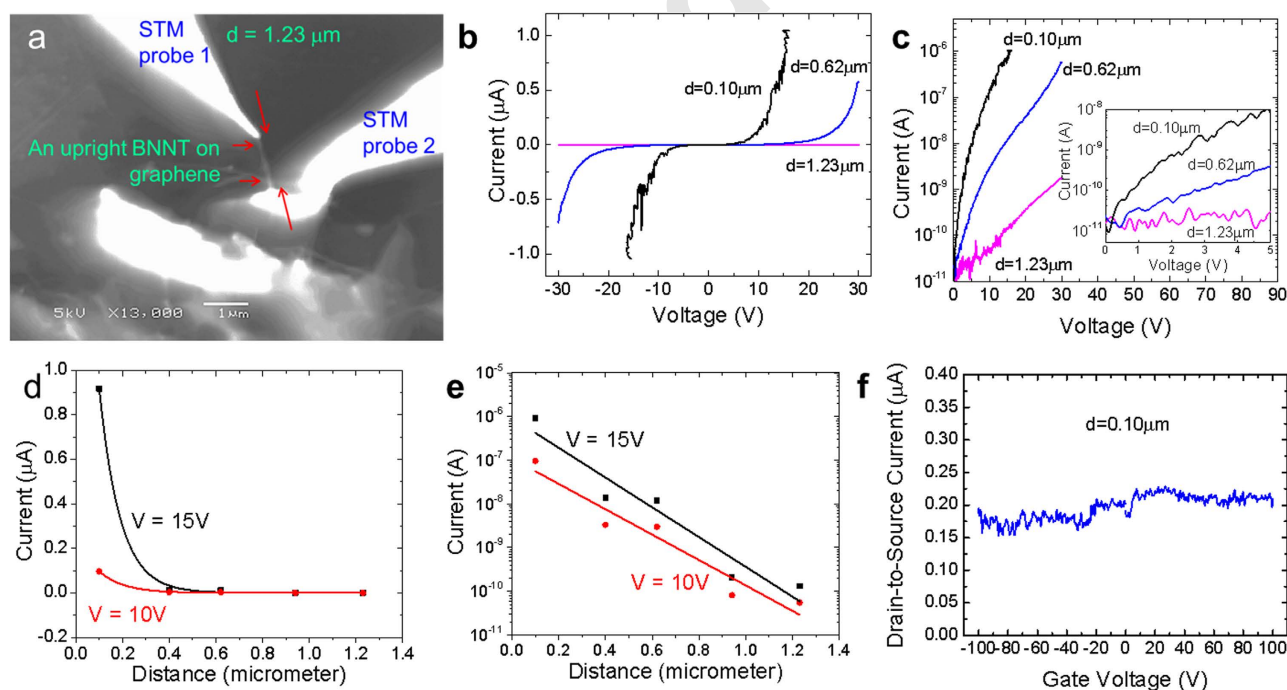 a
STM
probe 1
d = 1.23 μm
STM
probe 2
An upright BNNT on
graphene
5kV X13,000 1μm
b
1.0
0.5
0.0
-0.5
-1.0
Current (μA)
d=0.10μm
d=0.62μm
d=1.23μm
-30 -20 -10 0 10 20 30
Voltage (V)
c
10-6
10-7
10-8
10-9
10-10
10-11
Current (A)
d=0.10μm
d=0.62μm
d=1.23μm
0 10 20 30 40 50 60 70 80 90
Voltage (V)
10-8
10-9
10-10
10-11
Current (A)
d=0.10μm
d=0.62μm
d=1.23μm
0 1 2 3 4 5
Voltage (V)
d
1.0
0.8
0.6
0.4
0.2
0.0
-0.2
Current (μA)
V = 15V
V = 10V
0.0 0.2 0.4 0.6 0.8 1.0 1.2 1.4
Distance (micrometer)
e
10-5
10-6
10-7
10-8
10-9
10-10
10-11
Current (A)
V = 15V
V = 10V
0.0 0.2 0.4 0.6 0.8 1.0 1.2 1.4
Distance (micrometer)
f
0.40
0.35
0.30
0.25
0.20
0.15
0.10
0.05
0.00
Drain-to-Source Current (μA)
d=0.10μm
-100 -80 -60 -40 -20 0 20 40 60 80 100
Gate Voltage (V)